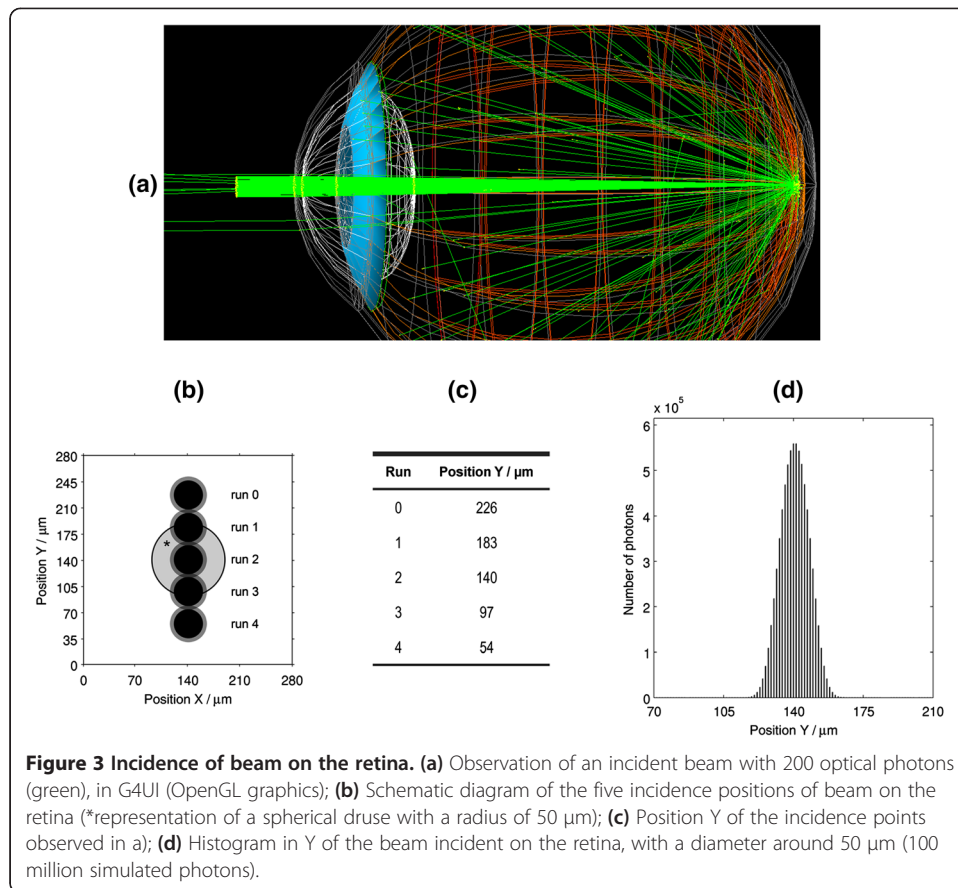 (a)
(b)
(c)
(d)
280
245
210
175
140
105
70
35
0
Position Y / μm
*
run 0
run 1
run 2
run 3
run 4
0 70 140 210 280
Position X / μm
Run Position Y / μm
0 226
1 183
2 140
3 97
4 54
x 10⁵
6
5
4
3
2
1
0
Number of photons
70 105 140 175 210
Position Y / μm
Figure 3 Incidence of beam on the retina. (a) Observation of an incident beam with 200 optical photons
(green), in G4UI (OpenGL graphics); (b) Schematic diagram of the five incidence positions of beam on the
retina (*representation of a spherical druse with a radius of 50 μm); (c) Position Y of the incidence points
observed in a); (d) Histogram in Y of the beam incident on the retina, with a diameter around 50 μm (100
million simulated photons).